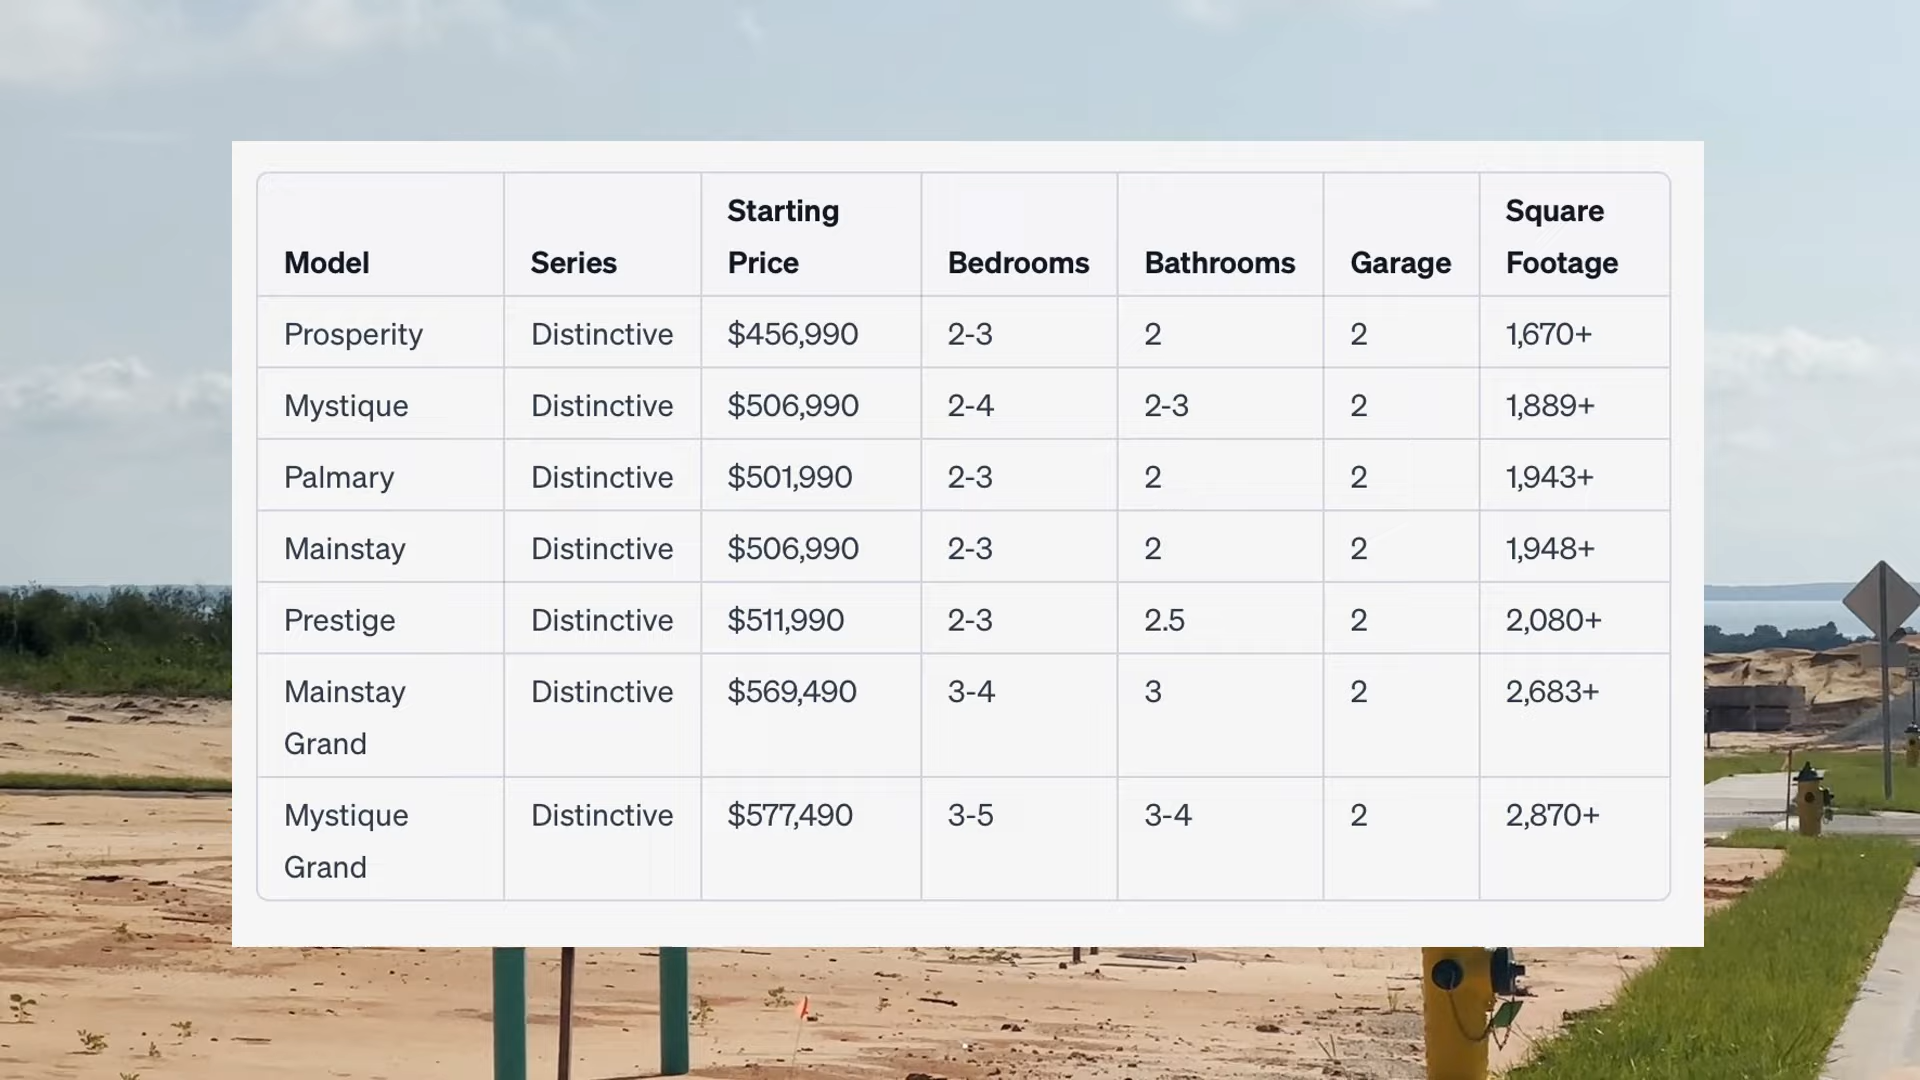 Model Series Starting Price Bedrooms Bathrooms Garage Square Footage
Prosperity Distinctive $456,990 2-3 2 2 1,670+
Mystique Distinctive $506,990 2-4 2-3 2 1,889+
Palmary Distinctive $501,990 2-3 2 2 1,943+
Mainstay Distinctive $506,990 2-3 2 2 1,948+
Prestige Distinctive $511,990 2-3 2.5 2 2,080+
Mainstay Grand Distinctive $569,490 3-4 3 2 2,683+
Mystique Grand Distinctive $577,490 3-5 3-4 2 2,870+